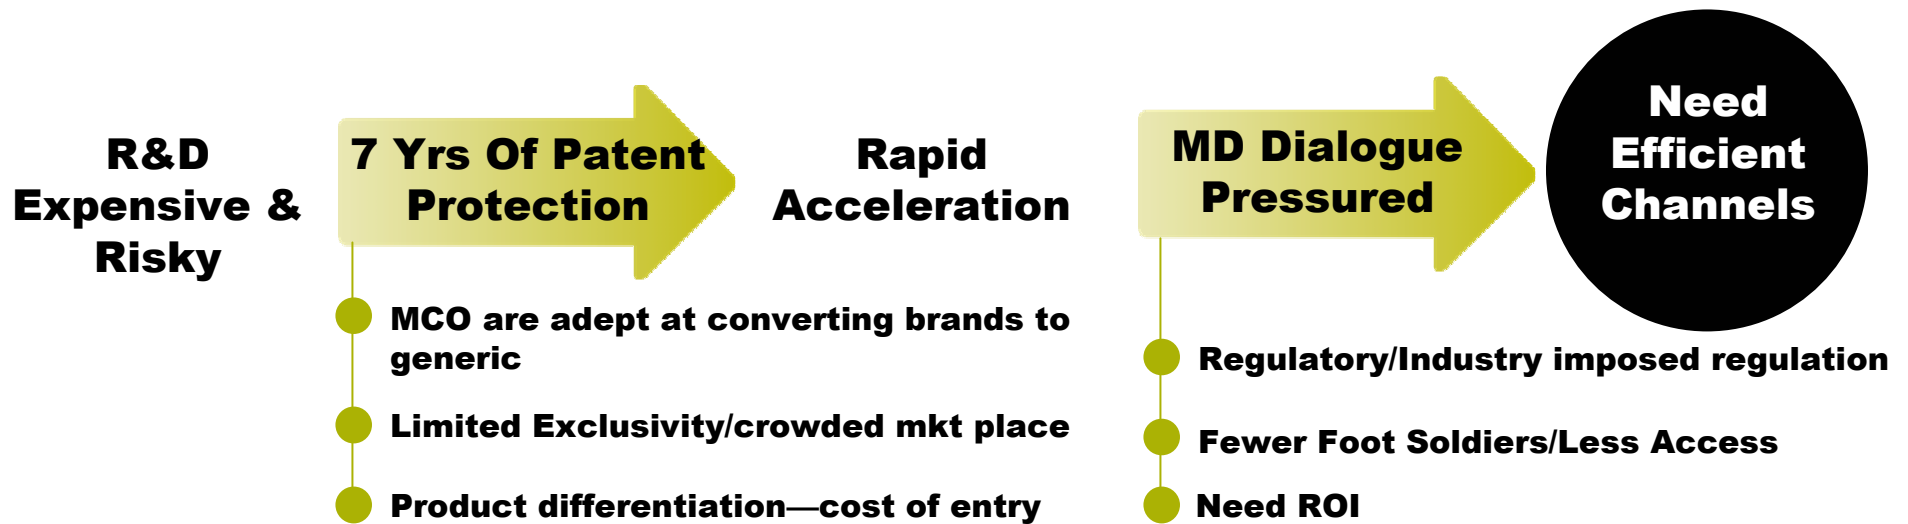 R&D
Expensive &
Risky
7 Yrs Of Patent
Protection
Rapid
Acceleration
MD Dialogue
Pressured
Need
Efficient
Channels
MCO are adept at converting brands to
generic
Limited Exclusivity/crowded mkt place
Product differentiation—cost of entry
Regulatory/Industry imposed regulation
Fewer Foot Soldiers/Less Access
Need ROI